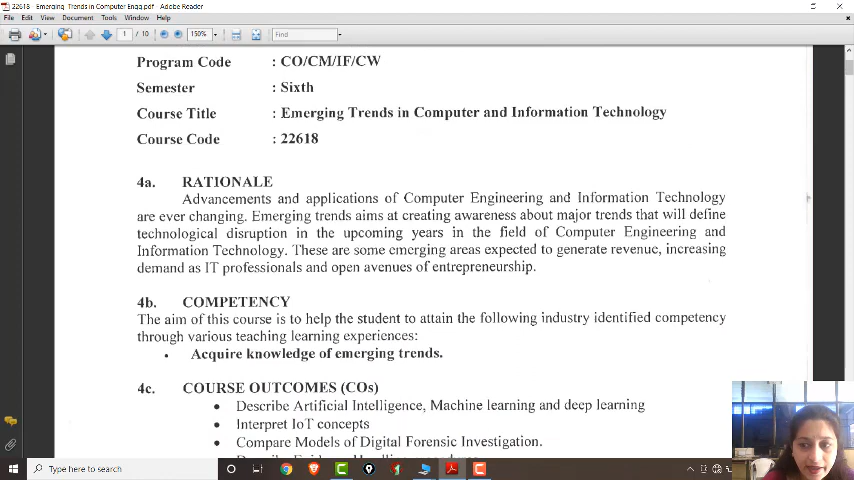 22618 - Emerging Trends in Computer Engg.pdf - Adobe Reader
File Edit View Document Tools Window Help
1 / 10 150% Find
Program Code : CO/CM/IF/CW
Semester : Sixth
Course Title : Emerging Trends in Computer and Information Technology
Course Code : 22618
4a. RATIONALE
Advancements and applications of Computer Engineering and Information Technology
are ever changing. Emerging trends aims at creating awareness about major trends that will define
technological disruption in the upcoming years in the field of Computer Engineering and
Information Technology. These are some emerging areas expected to generate revenue, increasing
demand as IT professionals and open avenues of entrepreneurship.
4b. COMPETENCY
The aim of this course is to help the student to attain the following industry identified competency
through various teaching learning experiences:
• Acquire knowledge of emerging trends.
4c. COURSE OUTCOMES (COs)
• Describe Artificial Intelligence, Machine learning and deep learning
• Interpret IoT concepts
• Compare Models of Digital Forensic Investigation.
Type here to search